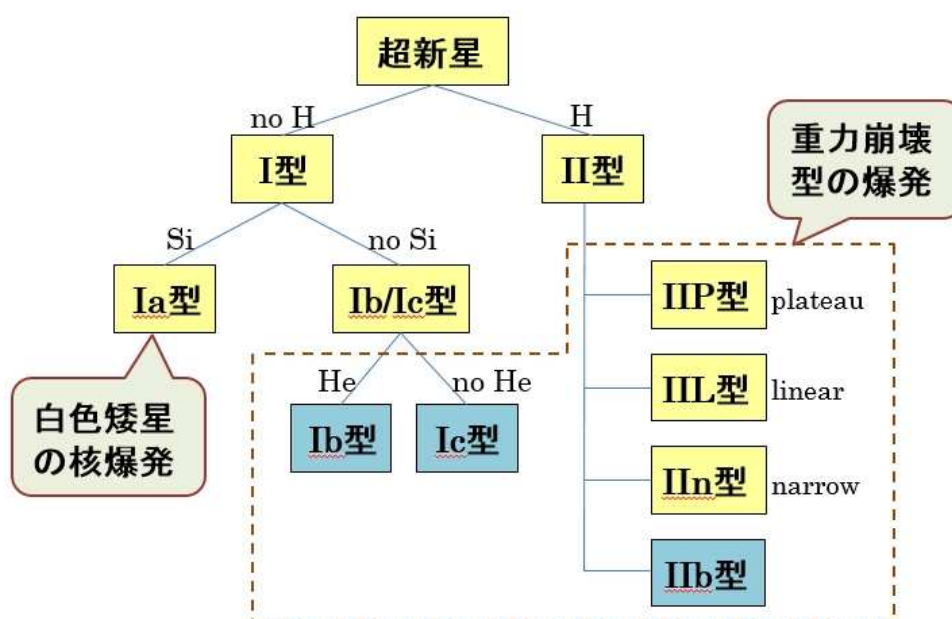 超新星
no H
H
I型
II型
重力崩壊
型の爆発
Si
no Si
Ia型
Ib/Ic型
IIP型 plateau
He
no He
IIL型 linear
白色矮星
の核爆発
Ib型
Ic型
IIn型 narrow
IIb型